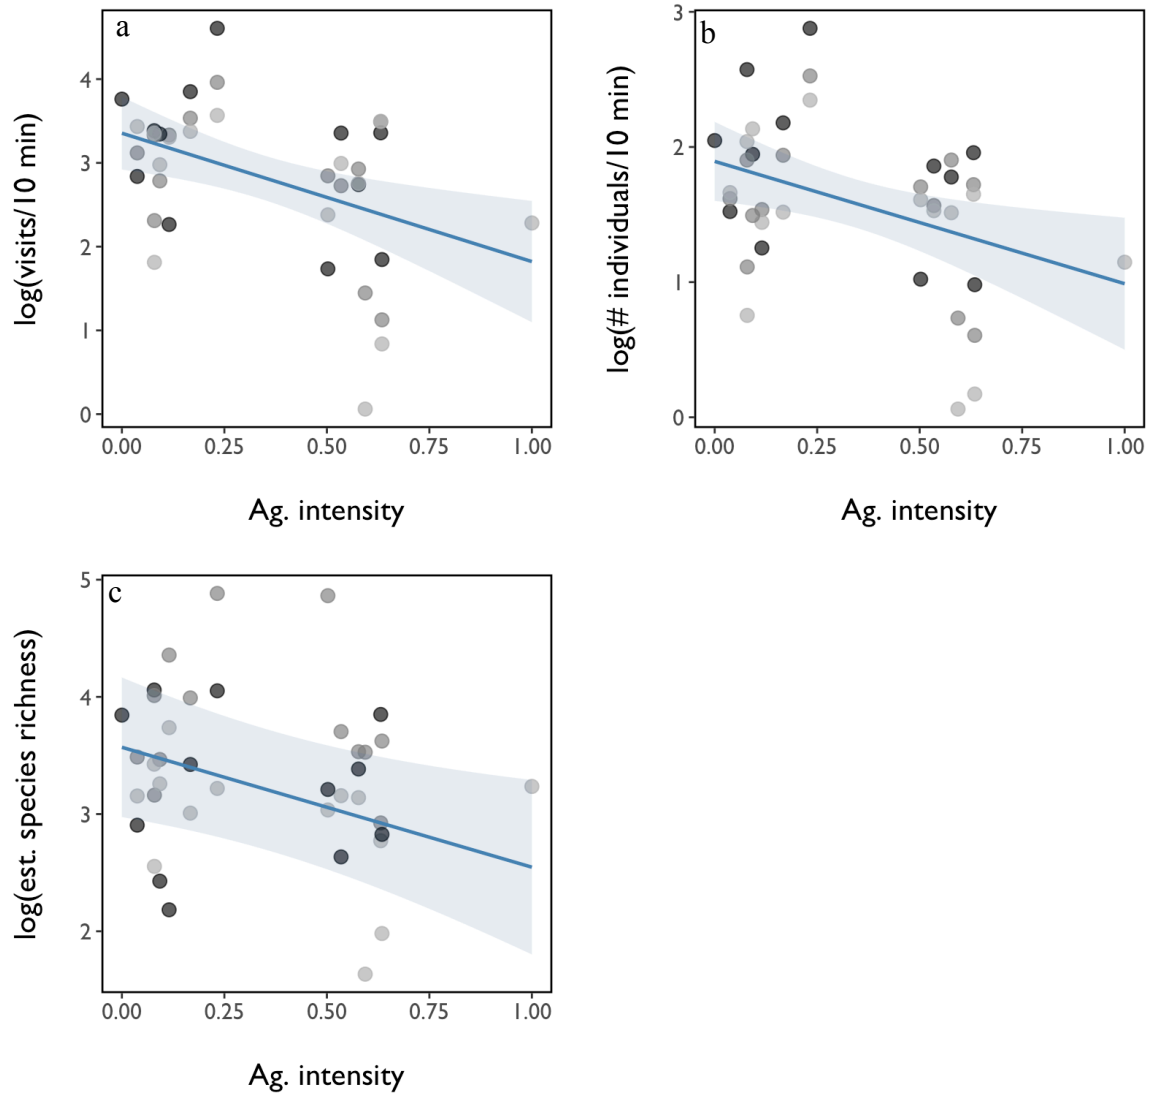 a
log(visits/10 min)
4
3
2
1
0
0.00 0.25 0.50 0.75 1.00
Ag. intensity
b
log(# individuals/10 min)
3
2
1
0
0.00 0.25 0.50 0.75 1.00
Ag. intensity
c
log(est. species richness)
5
4
3
2
0.00 0.25 0.50 0.75 1.00
Ag. intensity